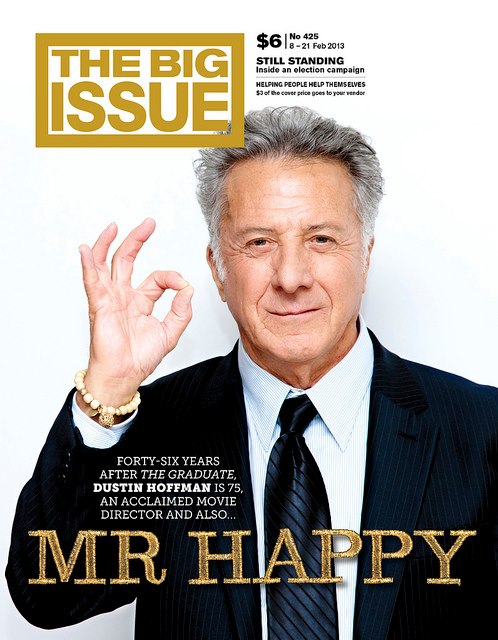 THE BIG
ISSUE
$6 No 425
8 – 21 Feb 2013
STILL STANDING
Inside an election campaign
HELPING PEOPLE HELP THEMSELVES
$3 of the cover price goes to your vendor
FORTY-SIX YEARS
AFTER THE GRADUATE,
DUSTIN HOFFMAN IS 75,
AN ACCLAIMED MOVIE
DIRECTOR AND ALSO...
MR HAPPY